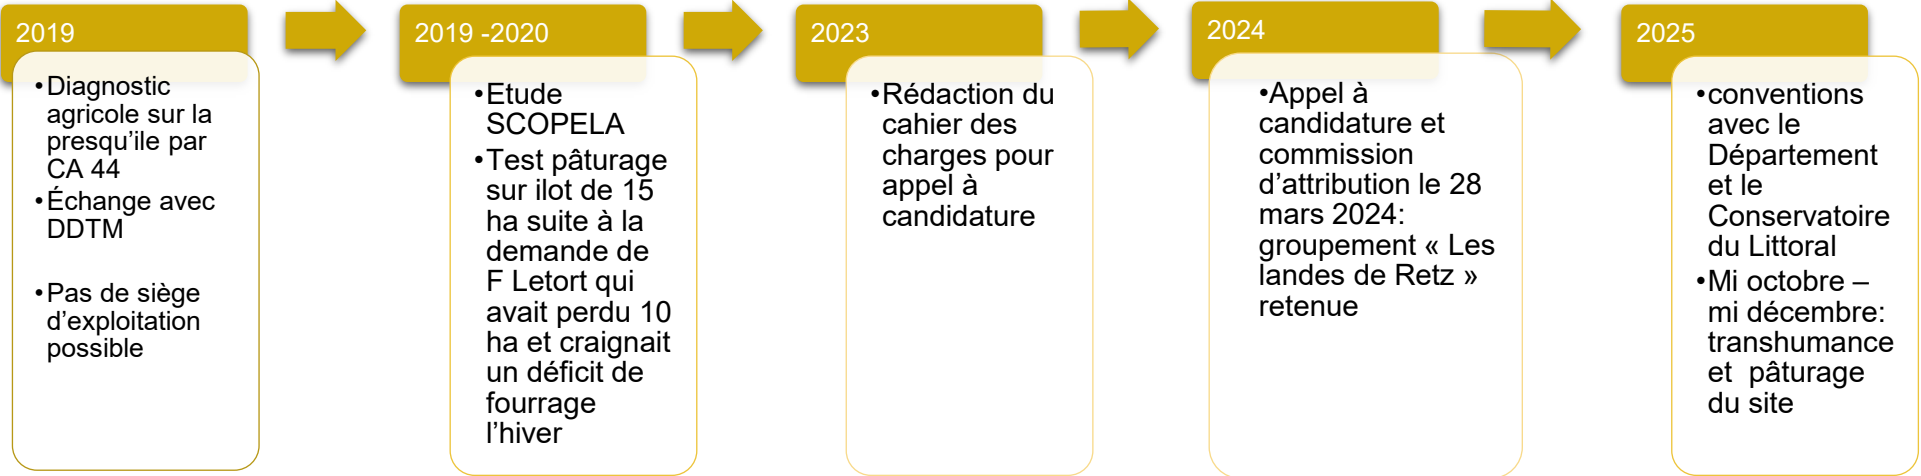 2019
•Diagnostic
agricole sur la
presqu’ile par
CA 44
•Échange avec
DDTM
•Pas de siège
d’exploitation
possible
2019 -2020
•Etude
SCOPELA
•Test pâturage
sur ilot de 15
ha suite à la
demande de
F Letort qui
avait perdu 10
ha et craignait
un déficit de
fourrage
l’hiver
2023
•Rédaction du
cahier des
charges pour
appel à
candidature
2024
•Appel à
candidature et
commission
d’attribution le 28
mars 2024:
groupement « Les
landes de Retz »
retenue
2025
•conventions
avec le
Département
et le
Conservatoire
du Littoral
•Mi octobre –
mi décembre:
transhumance
et pâturage
du site